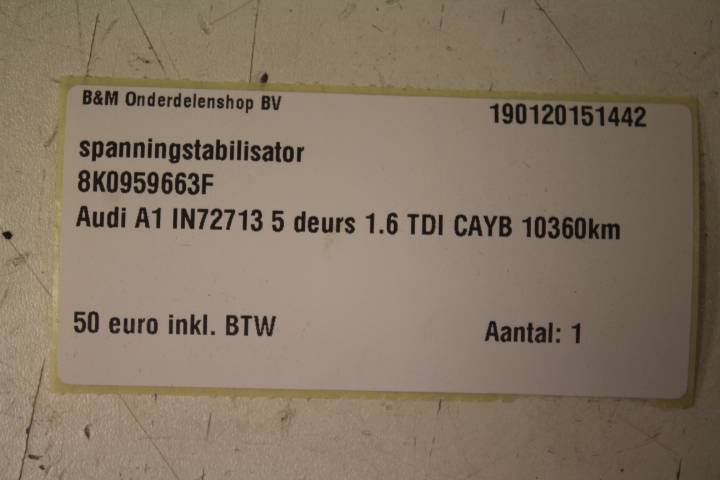 B&M Onderdelenshop BV
190120151442
spanningstabilisator
8K0959663F
Audi A1 IN72713 5 deurs 1.6 TDI CAYB 10360km
50 euro inkl. BTW
Aantal: 1